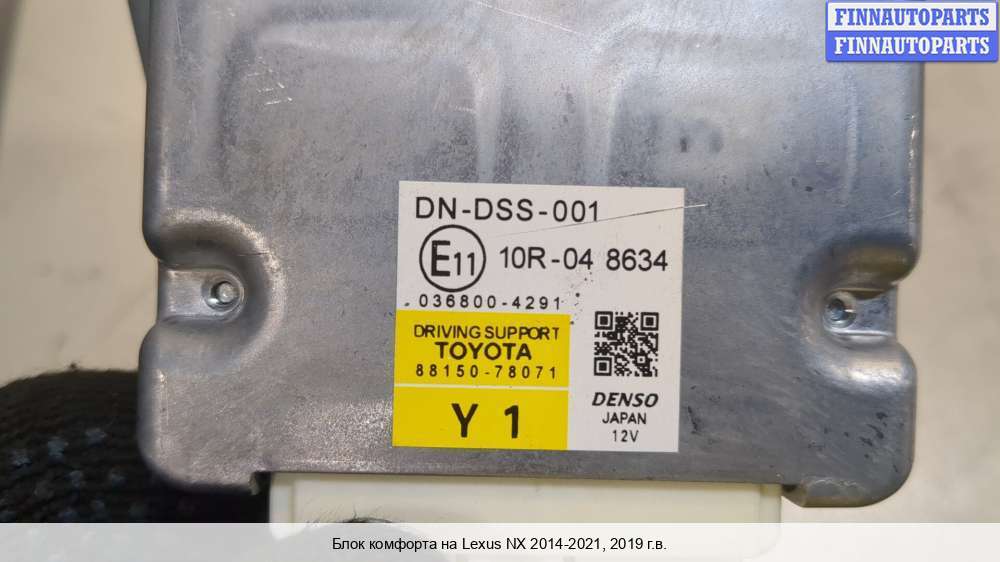 FINNAUTOPARTS
FINNAUTOPARTS
DN-DSS-001
E11 10R-04 8634
036800-4291
DRIVING SUPPORT
TOYOTA
88150-78071
Y 1
DENSO
JAPAN
12V
Блок комфорта на Lexus NX 2014-2021, 2019 г.в.